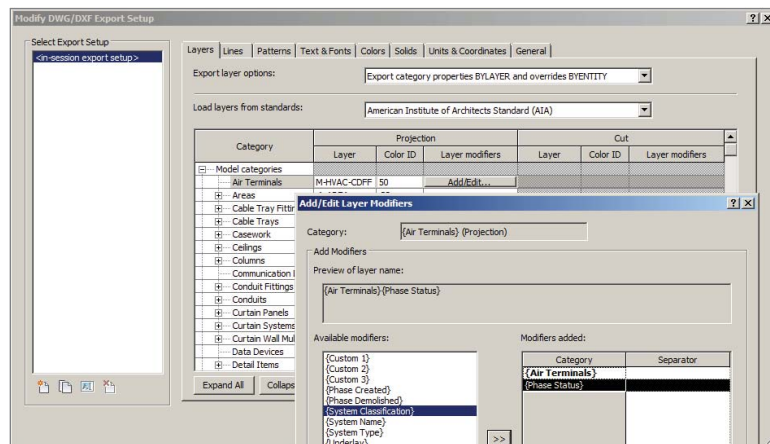 Modify DWG/DXF Export Setup
Select Export Setup
<in-session export setup>
Layers Lines Patterns Text & Fonts Colors Solids Units & Coordinates General
Export layer options:
Export category properties BYLAYER and overrides BYENTITY
Load layers from standards:
American Institute of Architects Standard (AIA)
Category Projection Cut
Layer Color ID Layer modifiers Layer Color ID Layer modifiers
Model categories
Air Terminals M-HVAC-CDFF 50 Add/Edit...
Areas
Cable Tray Fittin
Cable Trays
Casework
Ceilings
Columns
Communication
Conduit Fittings
Conduits
Curtain Panels
Curtain Systems
Curtain Wall Mul
Data Devices
Detail Items
Expand All Collaps
Add/Edit Layer Modifiers
Category: {Air Terminals} (Projection)
Add Modifiers
Preview of layer name:
{Air Terminals}{Phase Status}
Available modifiers:
{Custom 1}
{Custom 2}
{Custom 3}
{Phase Created}
{Phase Demolished}
{System Classification}
{System Name}
{System Type}
{Underlay}
>>
Modifiers added:
Category Separator
{Air Terminals}
{Phase Status}